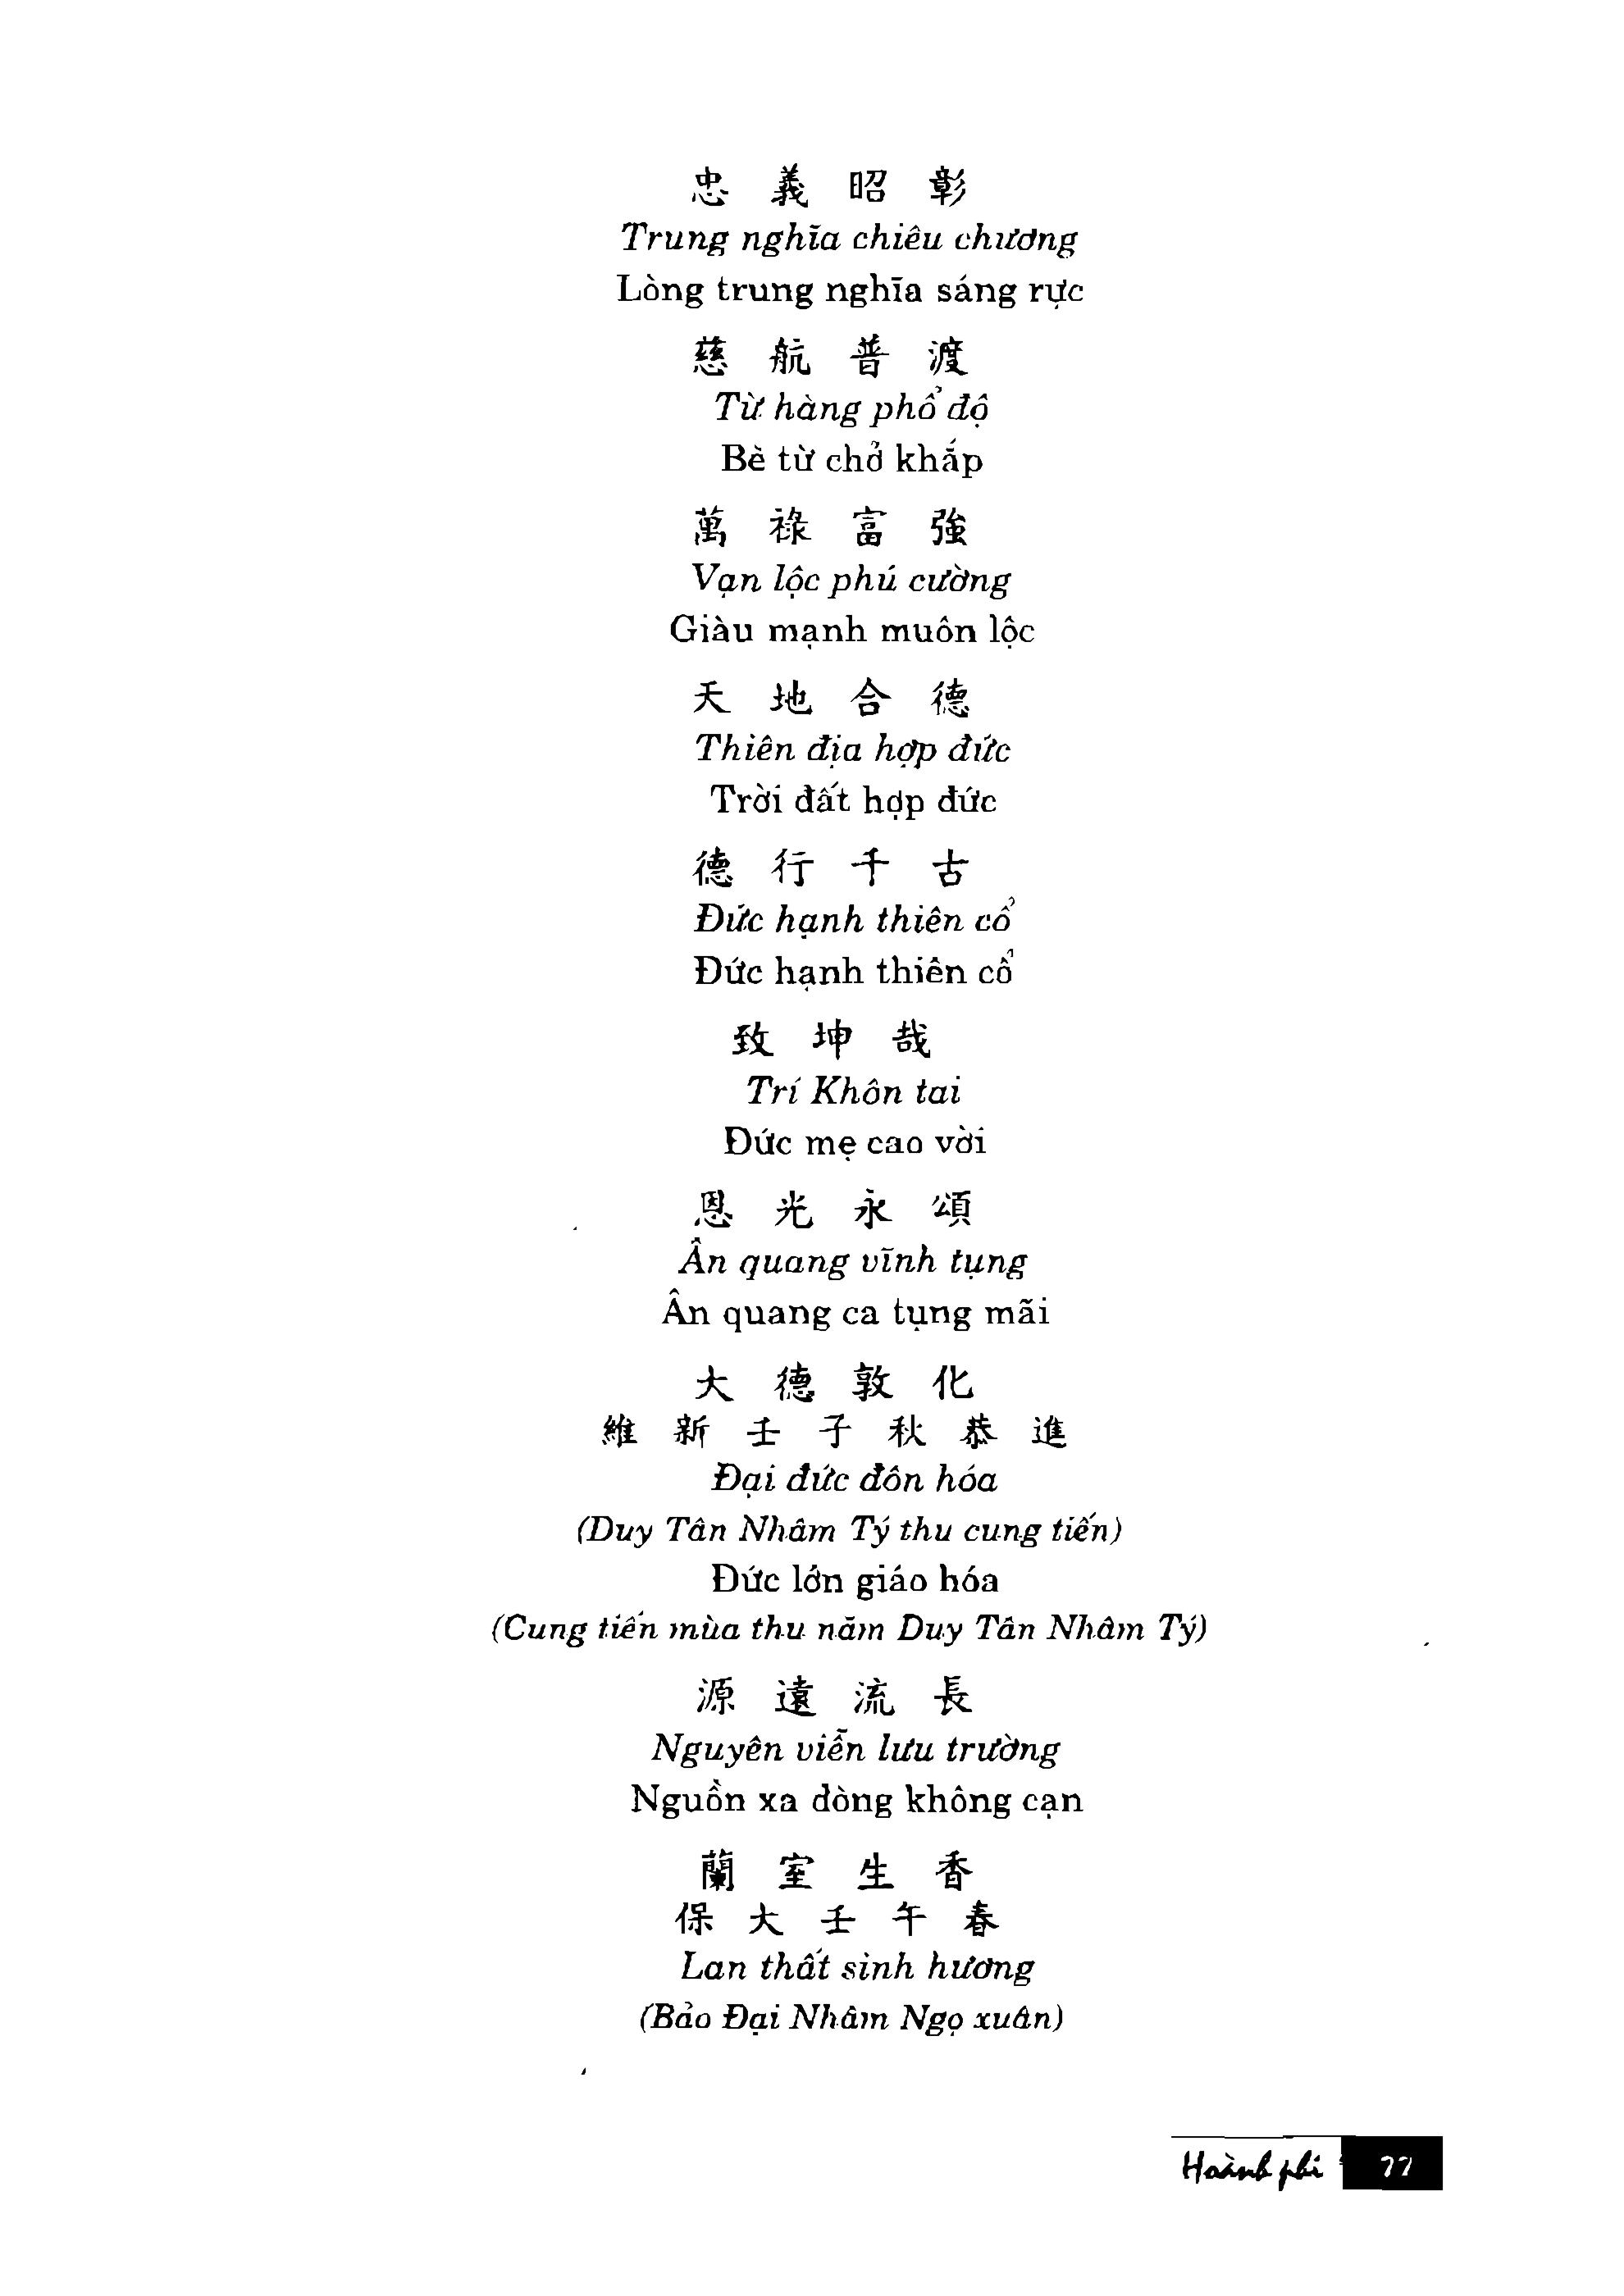 忠 義 昭 彰
Trung nghĩa chiêu chương
Lòng trung nghĩa sáng rực
慈 航 普 渡
Từ hàng phổ độ
Bè từ chở khắp
萬 祿 富 強
Vạn lộc phú cường
Giàu mạnh muôn lộc
天 地 合 德
Thiên địa hợp đức
Trời đất hợp đức
德 行 千 古
Đức hạnh thiên cổ
Đức hạnh thiên cổ
致 坤 哉
Trí Khôn tai
Đức mẹ cao vời
恩 光 永 頌
Ân quang vĩnh tụng
Ân quang ca tụng mãi
大 德 敦 化
維 新 壬 子 秋 恭 進
Đại đức đôn hóa
(Duy Tân Nhâm Tý thu cung tiến)
Đức lớn giáo hóa
(Cung tiến mùa thu năm Duy Tân Nhâm Tý)
源 遠 流 長
Nguyên viễn lưu trường
Nguồn xa dòng không cạn
蘭 室 生 香
保 大 壬 午 春
Lan thất sinh hương
(Bảo Đại Nhâm Ngọ xuân)
Hoành phi 77